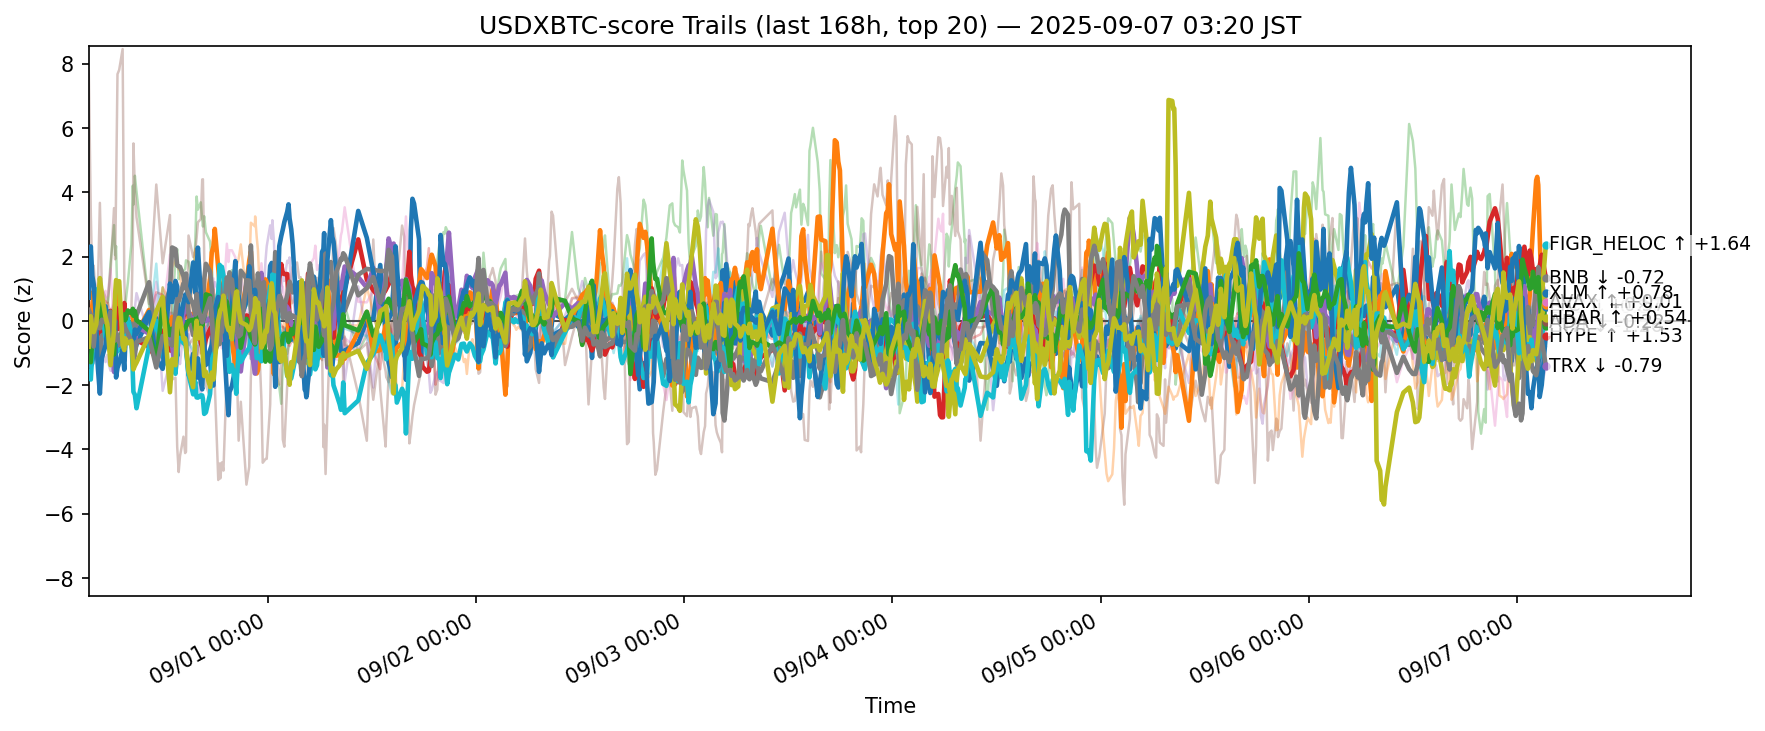 USDXBTC-score Trails (last 168h, top 20) — 2025-09-07 03:20 JST
Score (z)
8
6
4
2
0
−2
−4
−6
−8
FIGR_HELOC ↑ +1.64
BNB ↓ -0.72
XLM ↑ +0.78
AVAX ↑ +0.01
HBAR ↑ +0.54
HYPE ↑ +1.53
TRX ↓ -0.79
09/01 00:00
09/02 00:00
09/03 00:00
09/04 00:00
09/05 00:00
09/06 00:00
09/07 00:00
Time